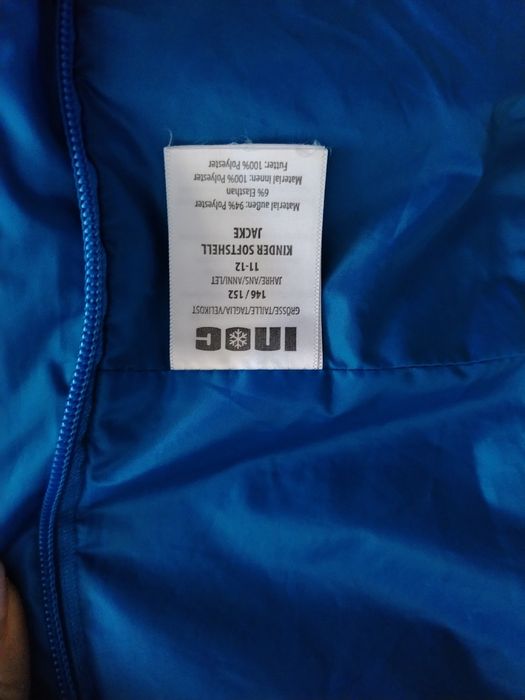 INOC
GRÖSSE/TAILLE/TAGLIA/VELIKOST
146 / 152
JAHRE/ANS/ANNI/LET
11-12
KINDER SOFTSHELL
JACKE
Material außen: 94% Polyester
6% Elasthan
Material innen: 100% Polyester
Futter: 100% Polyester